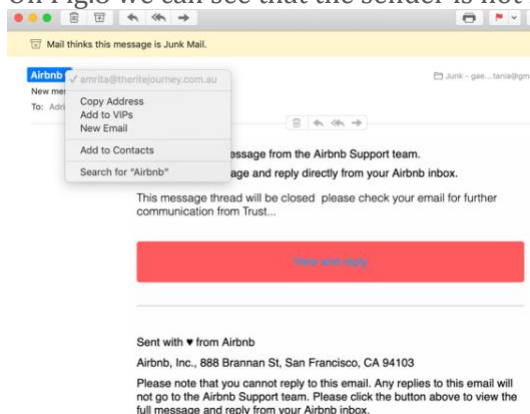 On Fig.8 we can see that the sender is not
Mail thinks this message is Junk Mail.
Airbnb ✓ amrita@theritejourney.com.au
Junk - gae....tania@gm
New mes
To: Adri
Copy Address
Add to VIPs
New Email
Add to Contacts
Search for "Airbnb"
essage from the Airbnb Support team.
age and reply directly from your Airbnb inbox.
This message thread will be closed please check your email for further
communication from Trust...
View and reply
Sent with ♥ from Airbnb
Airbnb, Inc., 888 Brannan St, San Francisco, CA 94103
Please note that you cannot reply to this email. Any replies to this email will
not go to the Airbnb Support team. Please click the button above to view the
full message and reply from your Airbnb inbox.